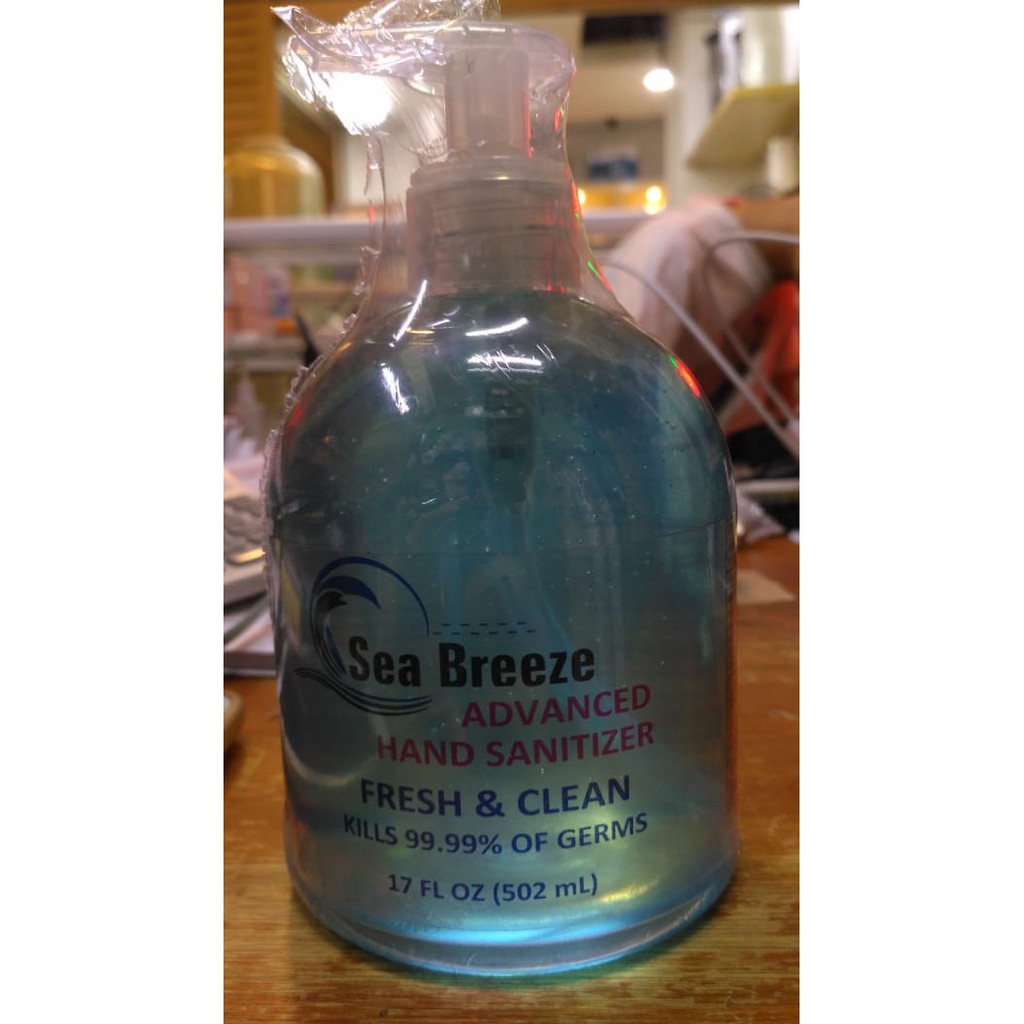 Sea Breeze
ADVANCED
HAND SANITIZER
FRESH & CLEAN
KILLS 99.99% OF GERMS
17 FL OZ (502 mL)